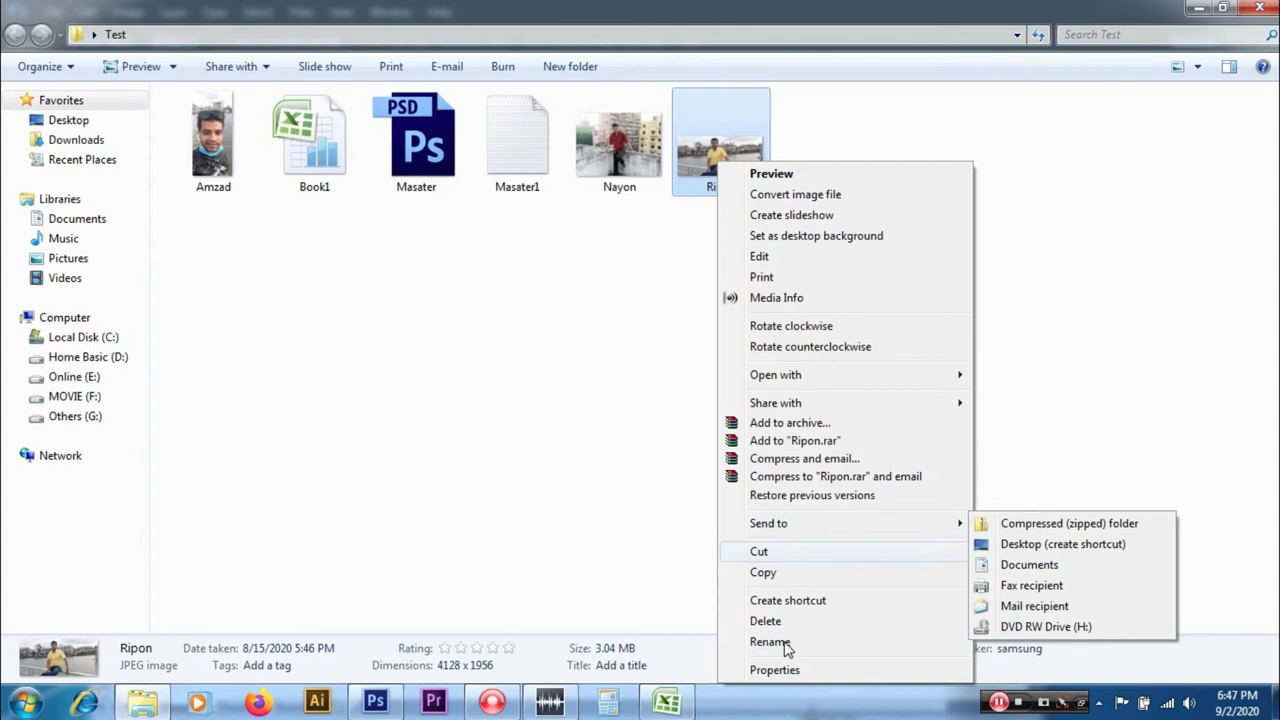 Test
Search Test
Organize
Preview
Share with
Slide show
Print
E-mail
Burn
New folder
Favorites
Desktop
Downloads
Recent Places
Libraries
Documents
Music
Pictures
Videos
Computer
Local Disk (C:)
Home Basic (D:)
Online (E:)
MOVIE (F:)
Others (G:)
Network
PSD
Ps
Amzad
Book1
Masater
Masater1
Nayon
Ri
Preview
Convert image file
Create slideshow
Set as desktop background
Edit
Print
Media Info
Rotate clockwise
Rotate counterclockwise
Open with
Share with
Add to archive...
Add to "Ripon.rar"
Compress and email...
Compress to "Ripon.rar" and email
Restore previous versions
Send to
Cut
Copy
Create shortcut
Delete
Rename
Properties
Compressed (zipped) folder
Desktop (create shortcut)
Documents
Fax recipient
Mail recipient
DVD RW Drive (H:)
Ripon
JPEG image
Date taken: 8/15/2020 5:46 PM
Tags: Add a tag
Rating:
Dimensions: 4128 x 1956
Size: 3.04 MB
Title: Add a title
ker: samsung
Ai
Ps
Pr
6:47 PM
9/2/2020